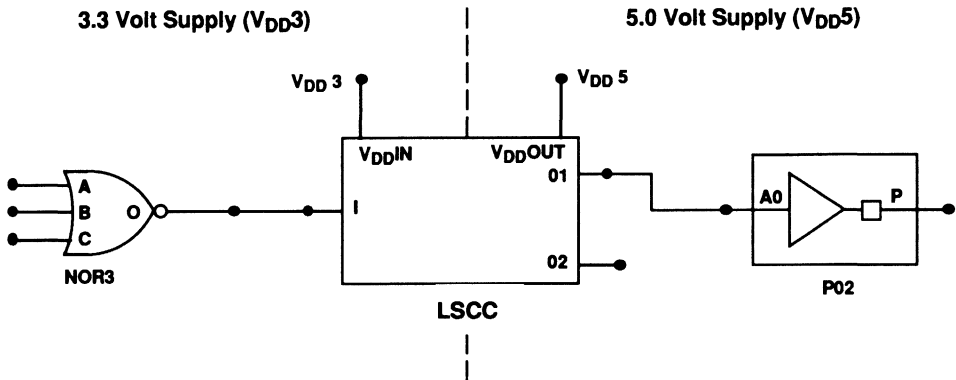 3.3 Volt Supply (VDD3)
5.0 Volt Supply (VDD5)
VDD 3
VDD 5
VDDIN
VDDOUT
A
B
C
O
NOR3
I
01
02
LSCC
A0
P
P02